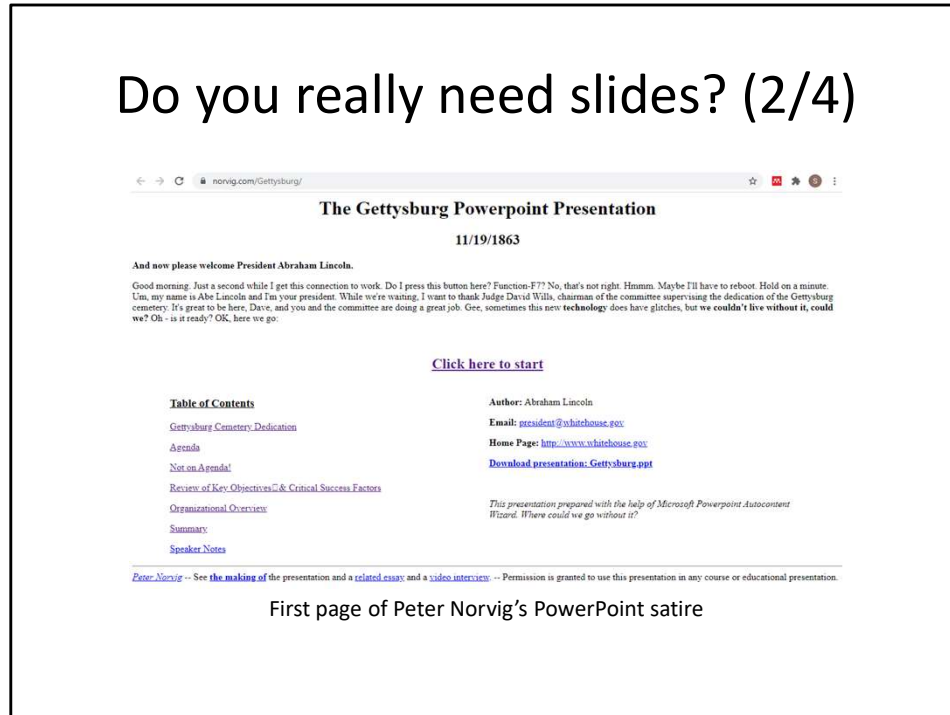 Do you really need slides? (2/4)
norvig.com/Gettysburg/
S
The Gettysburg Powerpoint Presentation
11/19/1863
And now please welcome President Abraham Lincoln.
Good morning. Just a second while I get this connection to work. Do I press this button here? Function-F7? No, that's not right. Hmmm. Maybe I'll have to reboot. Hold on a minute.
Um, my name is Abe Lincoln and I'm your president. While we're waiting, I want to thank Judge David Wills, chairman of the committee supervising the dedication of the Gettysburg
cemetery. It's great to be here, Dave, and you and the committee are doing a great job. Gee, sometimes this new technology does have glitches, but we couldn't live without it, could
we? Oh - is it ready? OK, here we go:
Click here to start
Table of Contents
Gettysburg Cemetery Dedication
Agenda
Not on Agenda!
Review of Key Objectives□ & Critical Success Factors
Organizational Overview
Summary
Speaker Notes
Author: Abraham Lincoln
Email: president@whitehouse.gov
Home Page: http://www.whitehouse.gov
Download presentation: Gettysburg.ppt
This presentation prepared with the help of Microsoft Powerpoint Autocontent
Wizard. Where could we go without it?
Peter Norvig -- See the making of the presentation and a related essay and a video interview. -- Permission is granted to use this presentation in any course or educational presentation.
First page of Peter Norvig's PowerPoint satire